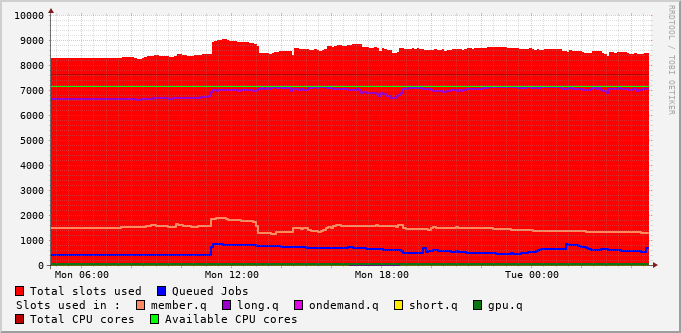 10000
9000
8000
7000
6000
5000
4000
3000
2000
1000
0
Mon 06:00 Mon 12:00 Mon 18:00 Tue 00:00
Total slots used Queued Jobs
Slots used in : member.q long.q ondemand.q short.q gpu.q
Total CPU cores Available CPU cores
RRDTOOL / TOBI OETIKER